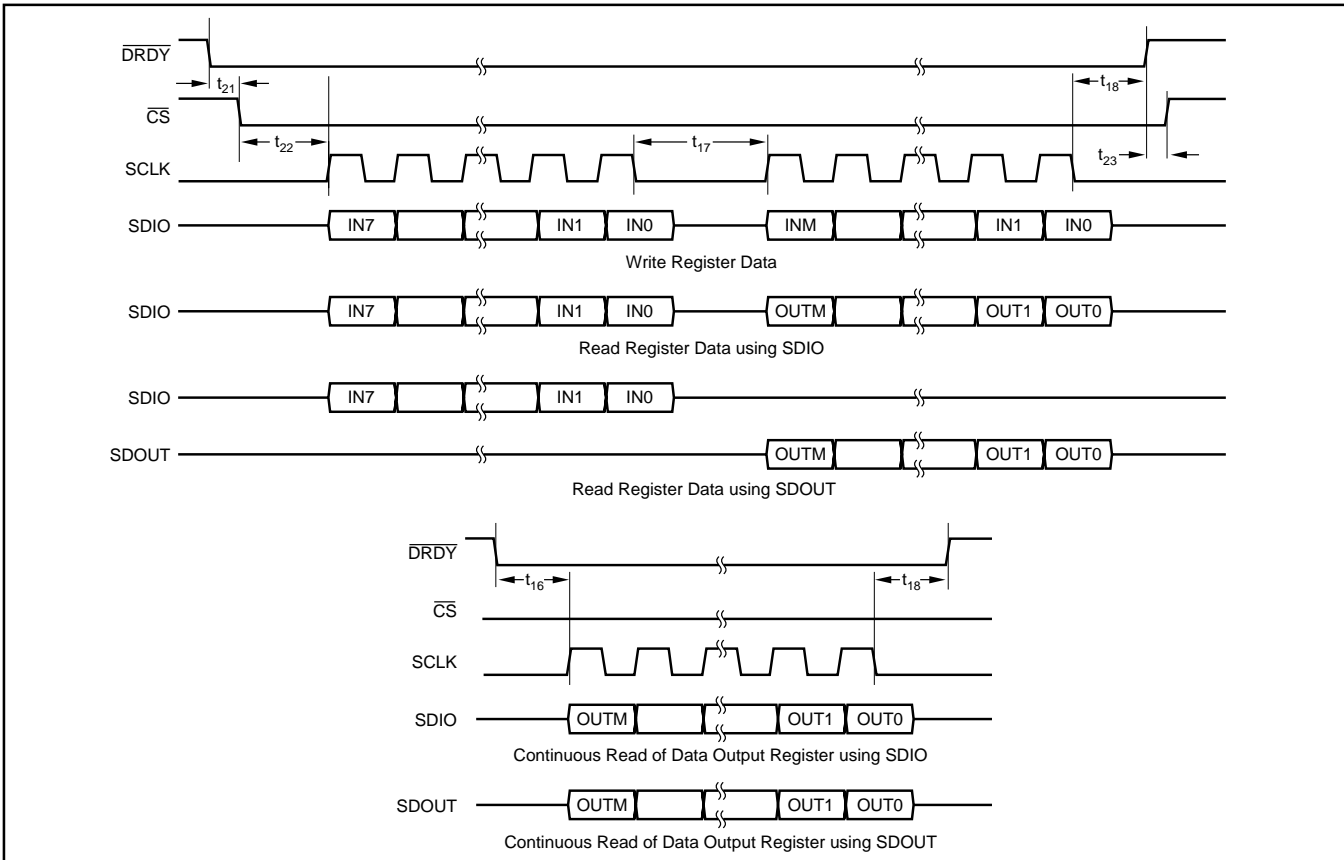 DRDY
t21
t18
CS
t22
t17
t23
SCLK
SDIO IN7 IN1 IN0 INM IN1 IN0
Write Register Data
SDIO IN7 IN1 IN0 OUTM OUT1 OUT0
Read Register Data using SDIO
SDIO IN7 IN1 IN0
SDOUT OUTM OUT1 OUT0
Read Register Data using SDOUT
DRDY
t16 t18
CS
SCLK
SDIO OUTM OUT1 OUT0
Continuous Read of Data Output Register using SDIO
SDOUT OUTM OUT1 OUT0
Continuous Read of Data Output Register using SDOUT